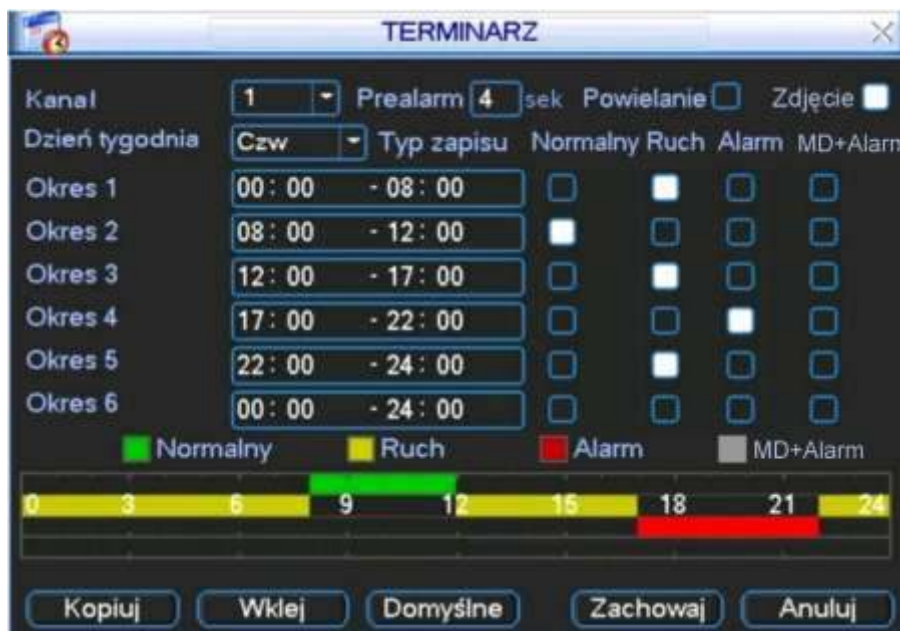 TERMINARZ
Kanal 1 Prealarm 4 sek Powielanie Zdjęcie
Dzień tygodnia Czw Typ zapisu Normalny Ruch Alarm MD+Alarm
Okres 1 00:00 - 08:00
Okres 2 08:00 - 12:00
Okres 3 12:00 - 17:00
Okres 4 17:00 - 22:00
Okres 5 22:00 - 24:00
Okres 6 00:00 - 24:00
Normalny Ruch Alarm MD+Alarm
0 3 6 9 12 15 18 21 24
Kopiuj Wklej Domyślne Zachowaj Anuluj